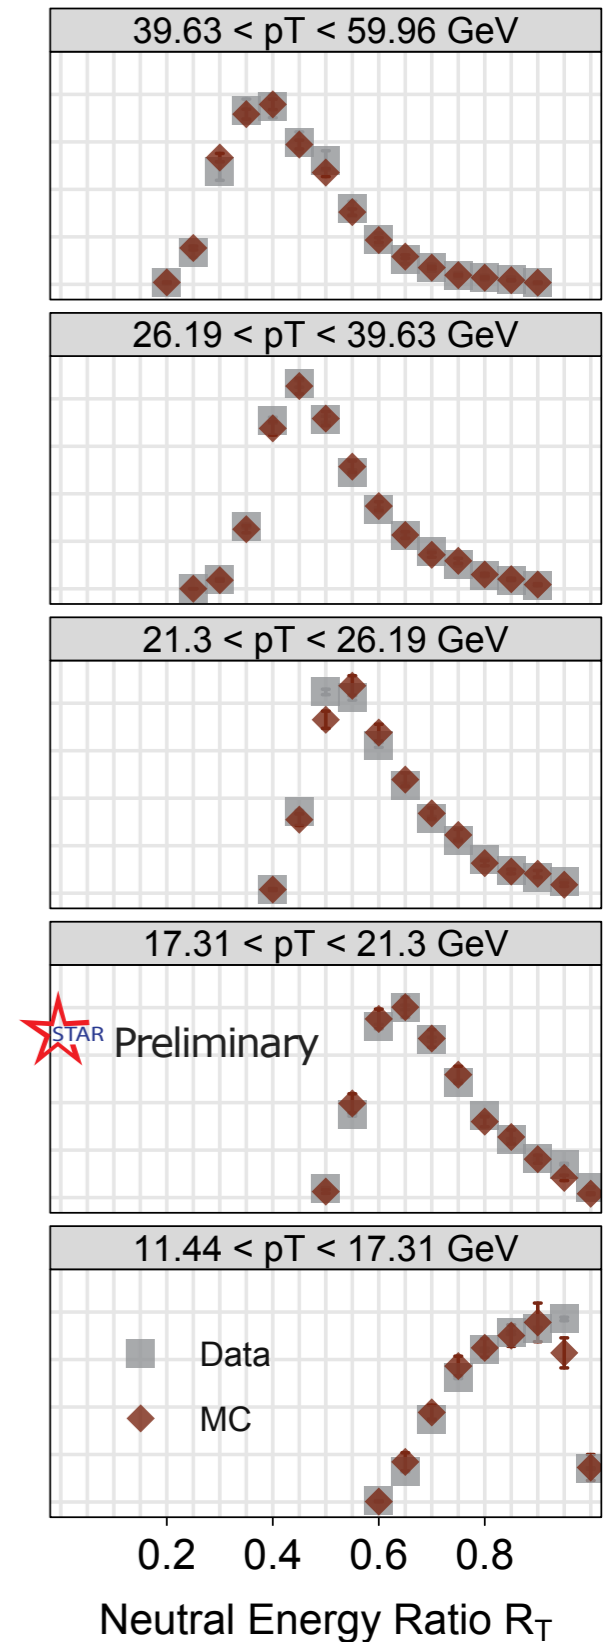 39.63 < pT < 59.96 GeV
26.19 < pT < 39.63 GeV
21.3 < pT < 26.19 GeV
17.31 < pT < 21.3 GeV
STAR Preliminary
11.44 < pT < 17.31 GeV
Data
MC
0.2 0.4 0.6 0.8
Neutral Energy Ratio R_T